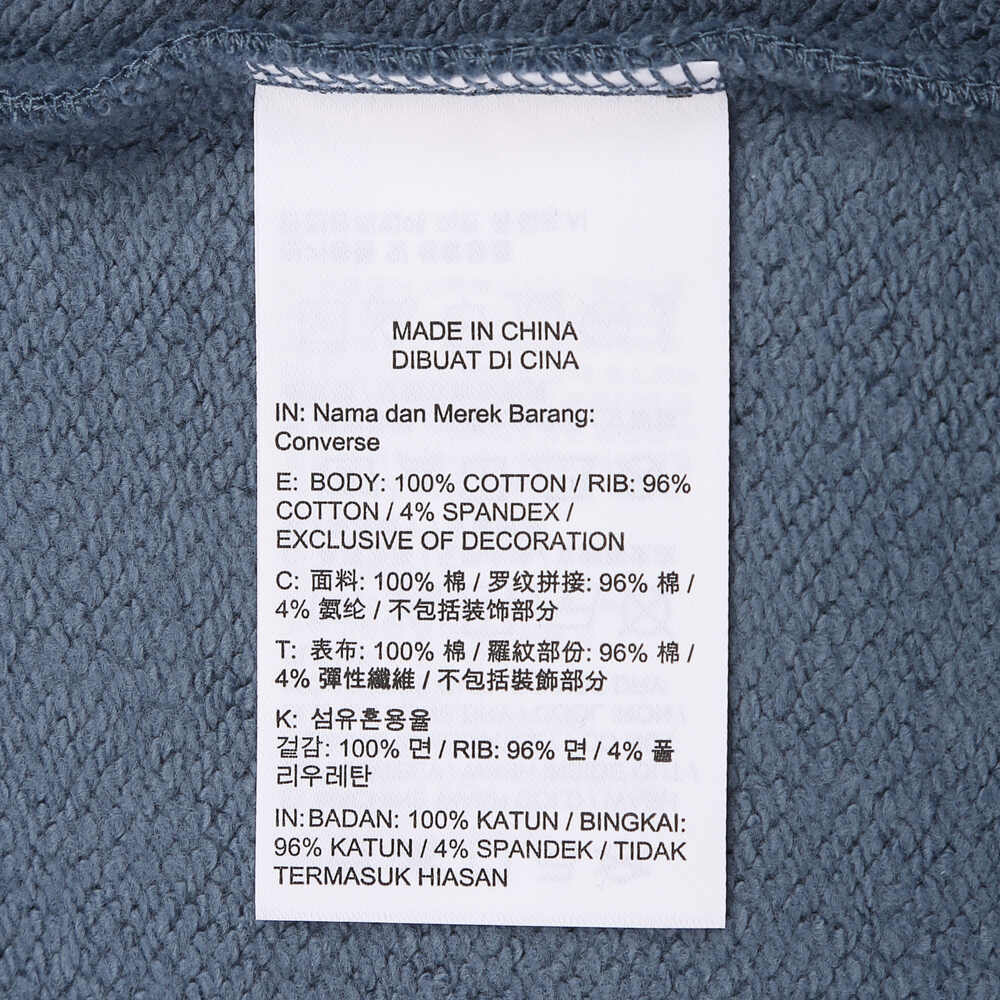 MADE IN CHINA
DIBUAT DI CINA
IN: Nama dan Merek Barang:
Converse
E: BODY: 100% COTTON / RIB: 96%
COTTON / 4% SPANDEX /
EXCLUSIVE OF DECORATION
C: 面料: 100% 棉 / 罗纹拼接: 96% 棉 /
4% 氨纶 / 不包括装饰部分
T: 表布: 100% 棉 / 羅紋部份: 96% 棉 /
4% 彈性纖維 / 不包括裝飾部分
K: 섬유혼용율
겉감: 100% 면 / RIB: 96% 면 / 4% 폴
리우레탄
IN: BADAN: 100% KATUN / BINGKAI:
96% KATUN / 4% SPANDEK / TIDAK
TERMASUK HIASAN